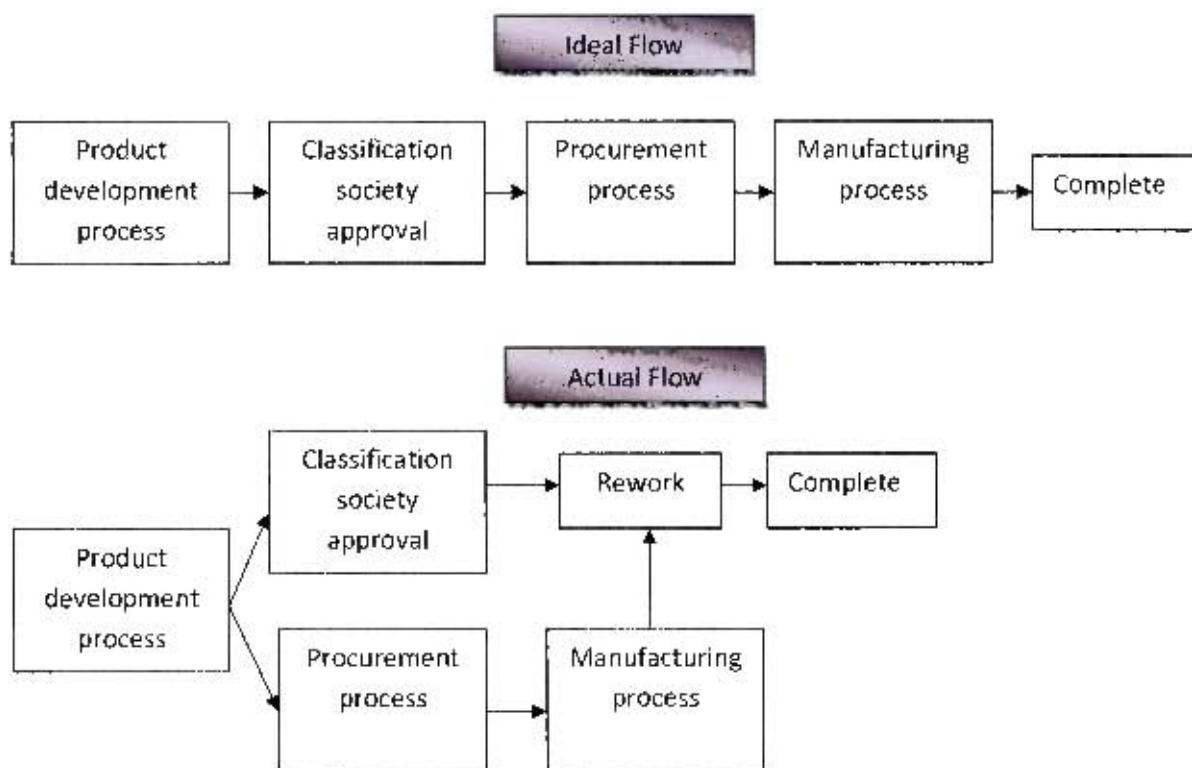 Ideal Flow
Product
development
process
Classification
society
approval
Procurement
process
Manufacturing
process
Complete
Actual Flow
Classification
society
approval
Rework
Complete
Product
development
process
Procurement
process
Manufacturing
process